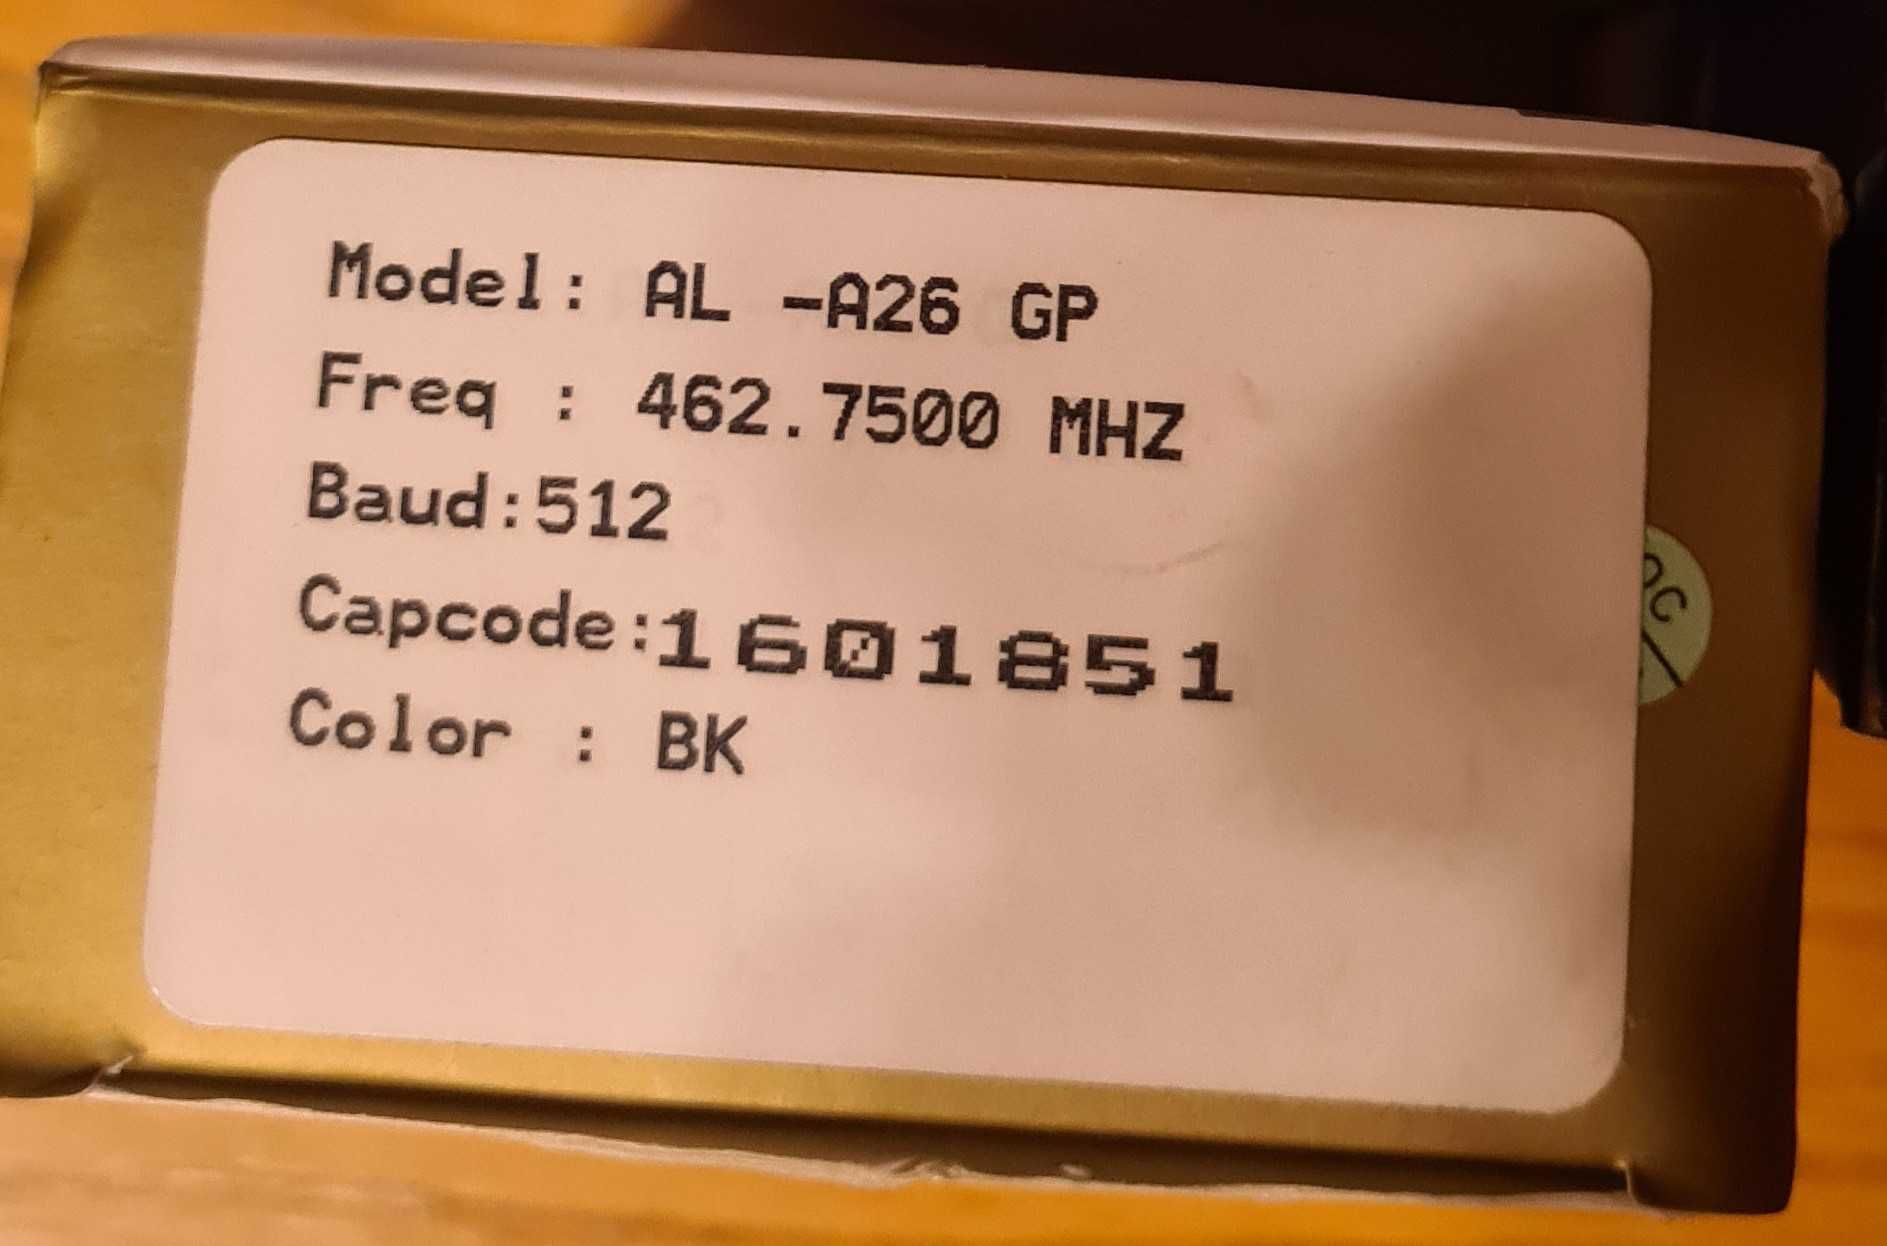 Model: AL -A26 GP
Freq : 462.7500 MHZ
Baud:512
Capcode:1601851
Color : BK